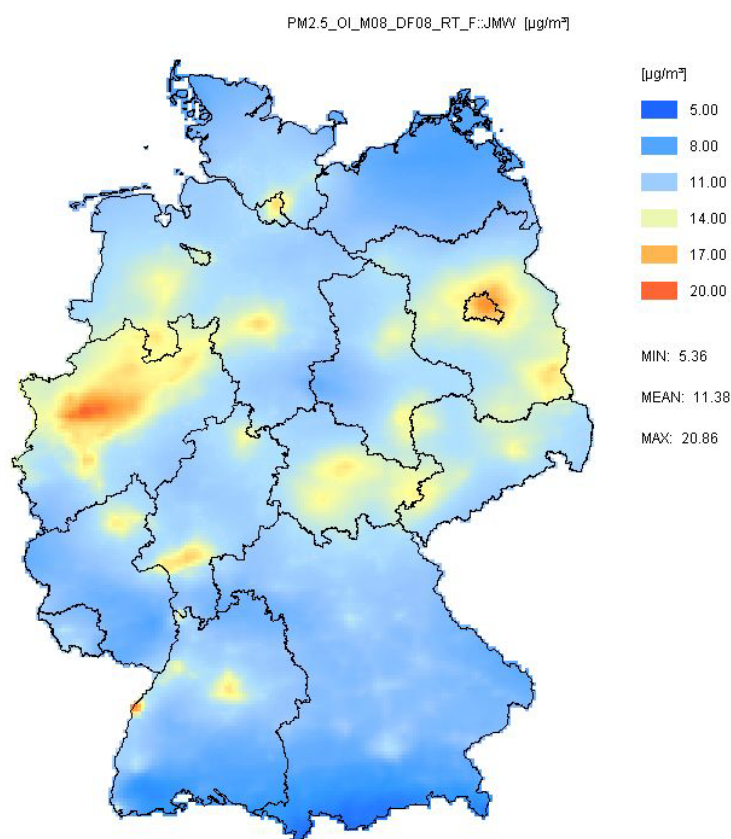 PM2.5_OI_M08_DF08_RT_F::JMW [µg/m³]
[µg/m³]
5.00
8.00
11.00
14.00
17.00
20.00
MIN: 5.36
MEAN: 11.38
MAX: 20.86